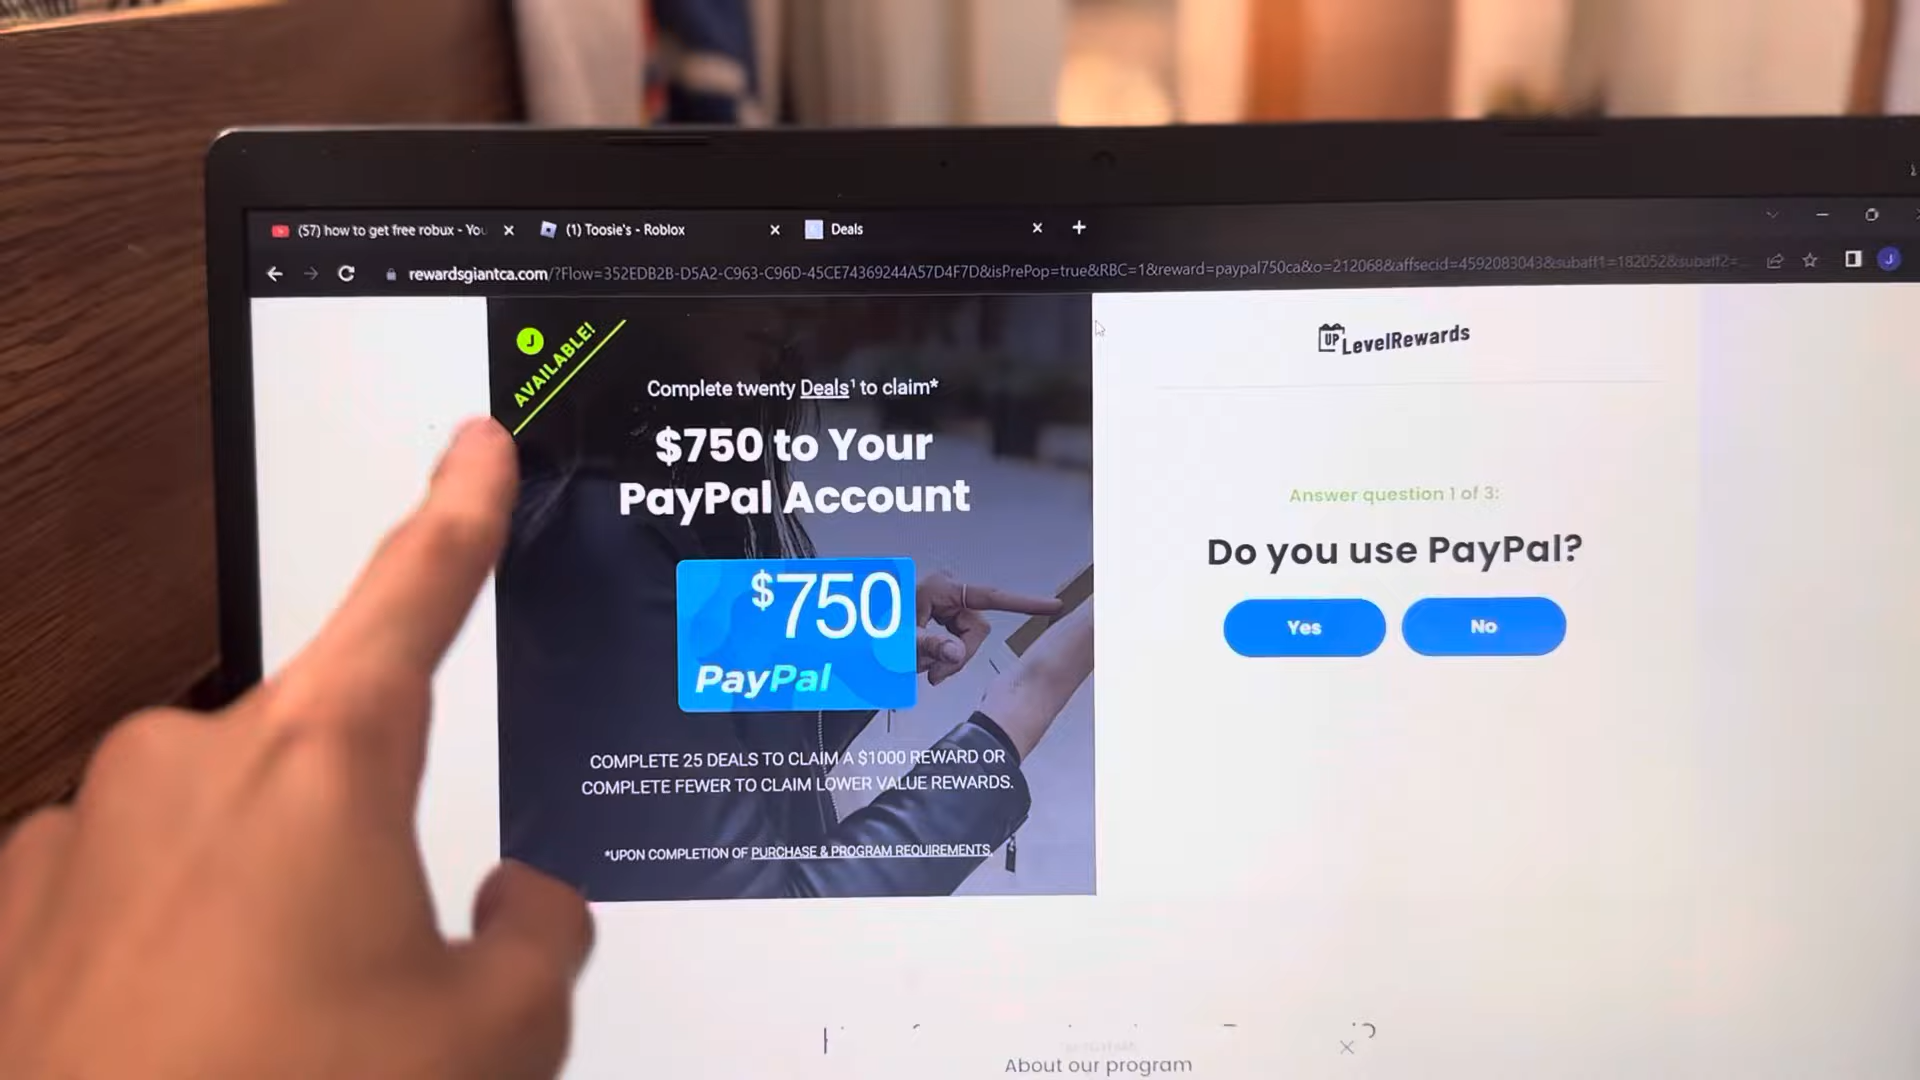 (57) how to get free robux - You
(1) Toosie's - Roblox
Deals
rewardsgiantca.com/?Flow=352EDB2B-D5A2-C963-C96D-45CE74369244A57D4F7D&isPrePop=true&RBC=1&reward=paypal750ca&o=212068&affsecid=4592083043&subaff1=182052&subaff2=...
J
J
AVAILABLE!
Complete twenty Deals¹ to claim*
$750 to Your
PayPal Account
$750
PayPal
COMPLETE 25 DEALS TO CLAIM A $1000 REWARD OR
COMPLETE FEWER TO CLAIM LOWER VALUE REWARDS.
*UPON COMPLETION OF PURCHASE & PROGRAM REQUIREMENTS.
UP LevelRewards
Answer question 1 of 3:
Do you use PayPal?
Yes
No
About our program